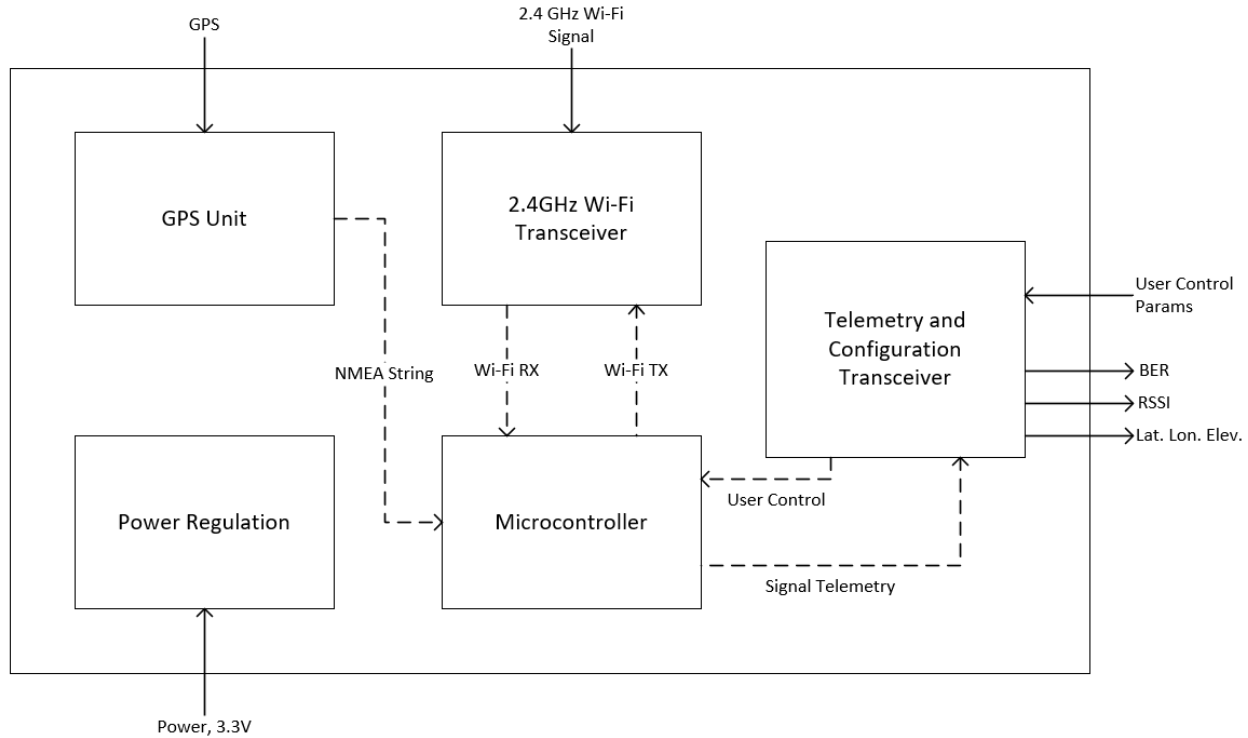 GPS
2.4 GHz Wi-Fi
Signal
GPS Unit
2.4GHz Wi-Fi
Transceiver
Telemetry and
Configuration
Transceiver
User Control
Params
BER
RSSI
Lat. Lon. Elev.
NMEA String
Wi-Fi RX
Wi-Fi TX
Power Regulation
Microcontroller
User Control
Signal Telemetry
Power, 3.3V